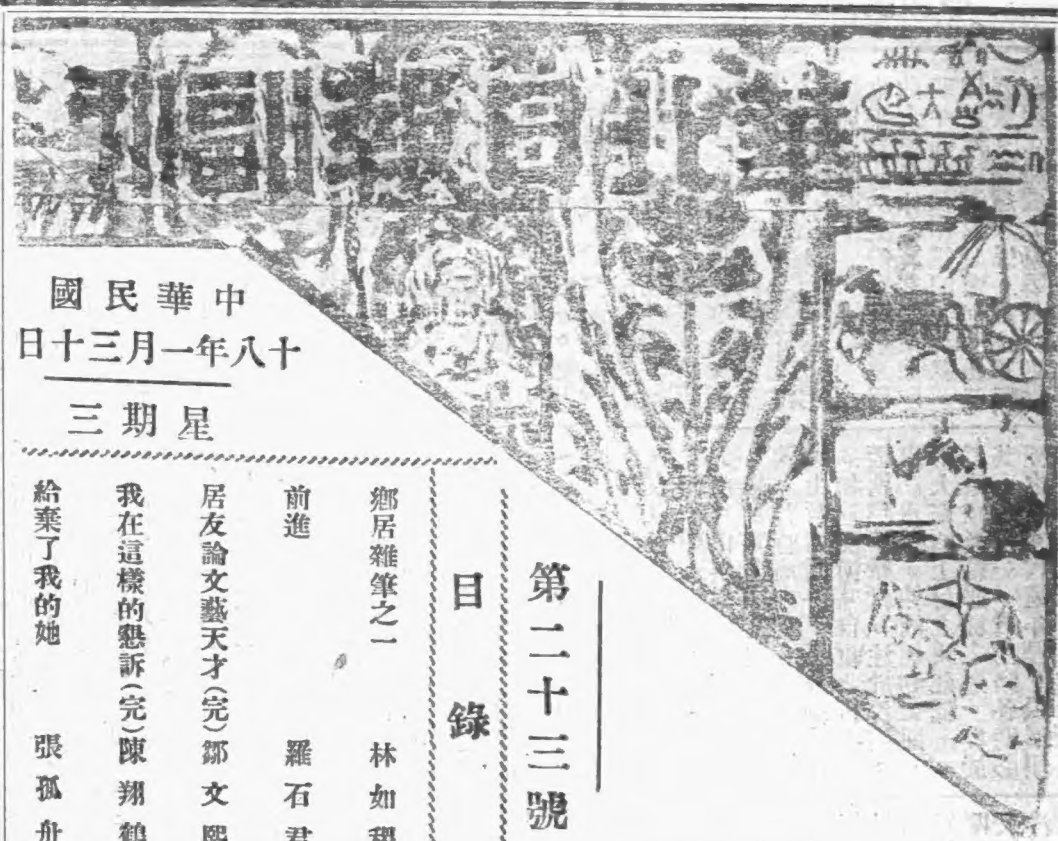 中華民國
十八年一月三十日
星期三
第二十三號
目錄
鄉居雜筆之一 林如稷
前進 羅石君
居友論文藝天才(完) 鄒文熙
我在這樣的懇訴(完) 陳翔鶴
給棄了我的她 張孤舟